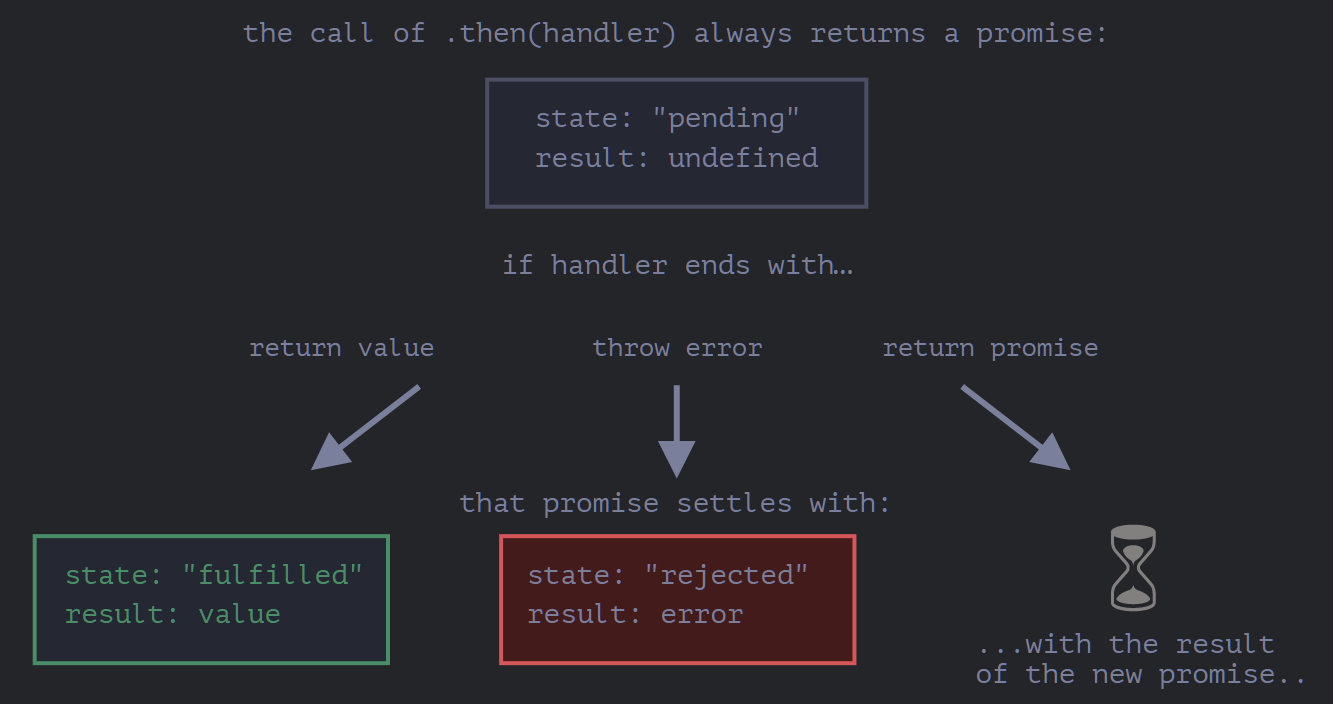 the call of .then(handler) always returns a promise:
state: "pending"
result: undefined
if handler ends with…
return value
throw error
return promise
that promise settles with:
state: "fulfilled"
result: value
state: "rejected"
result: error
...with the result
of the new promise..